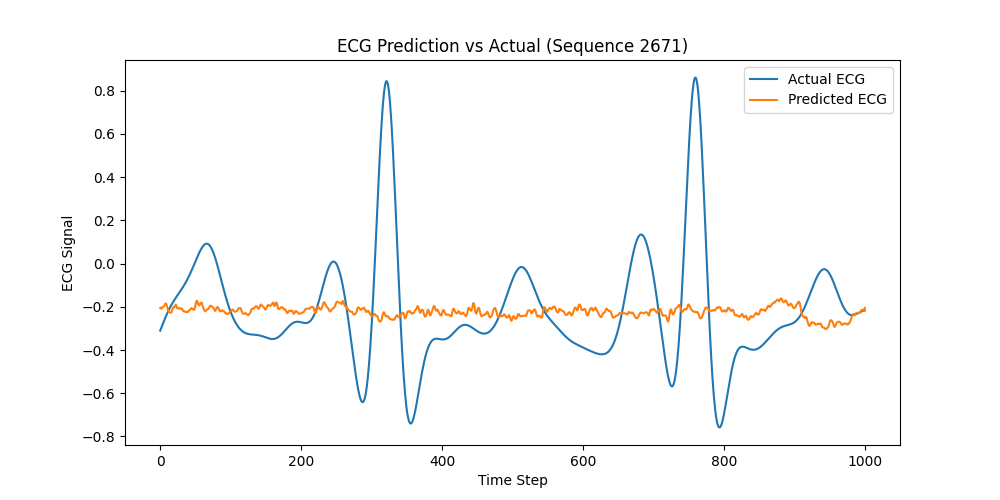 ECG Prediction vs Actual (Sequence 2671)
Actual ECG
Predicted ECG
ECG Signal
0.8
0.6
0.4
0.2
0.0
−0.2
−0.4
−0.6
−0.8
0 200 400 600 800 1000
Time Step